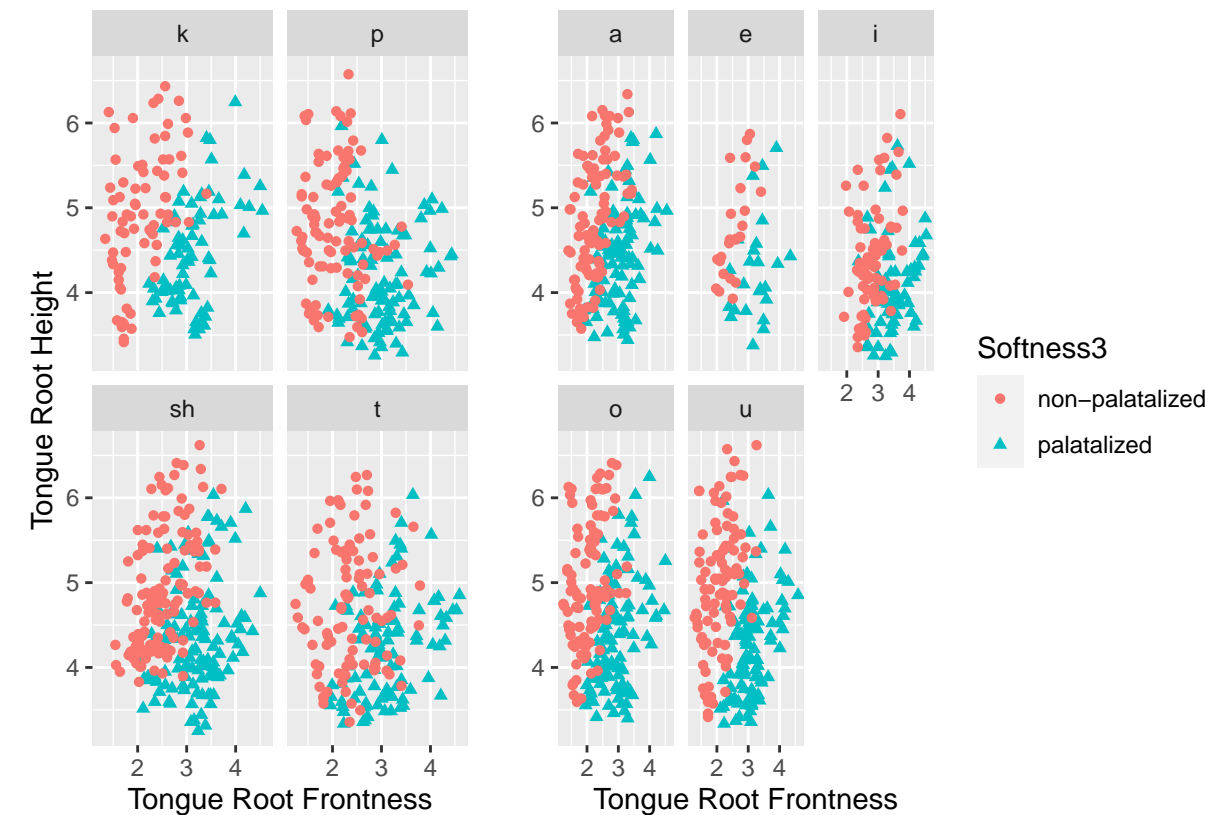 k p a e i
6
5
4
Tongue Root Height
sh t o u
6
5
4
2 3 4
2 3 4
2 3 4
2 3 4
2 3 4
Tongue Root Frontness
Tongue Root Frontness
Softness3
non−palatalized
palatalized